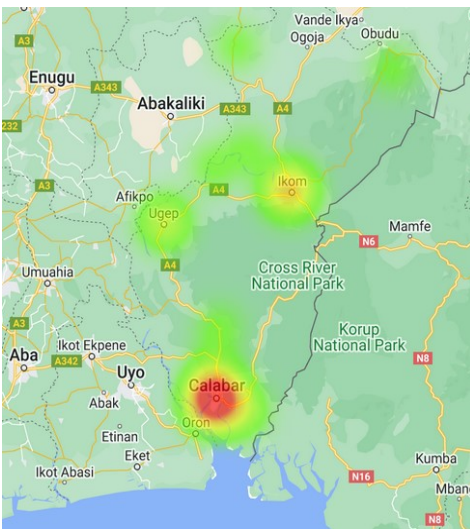 Vande Ikya
Obudu
A3
Ogoja
Enugu
A343
Abakaliki
A343
A4
232
A3
Ikom
Afikpo
A4
Ugep
Mamfe
N6
A4
Umuahia
Cross River
National Park
A3
Korup
National Park
Ikot Ekpene
Aba
A342
Uyo
N8
Calabar
Abak
Oron
Etinan
Eket
Kumba
Ikot Abasi
N16
Mban
N8